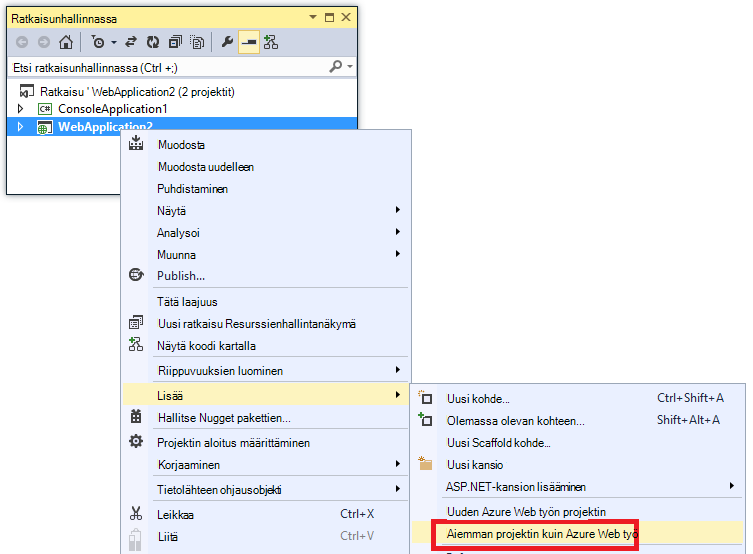 Ratkaisunhallinnassa
Etsi ratkaisunhallinnassa (Ctrl +;)
Ratkaisu ' WebApplication2 (2 projektit)
C# ConsoleApplication1
WebApplication2
Muodosta
Muodosta uudelleen
Puhdistaminen
Näytä
Analysoi
Muunna
Publish...
Tätä laajuus
Uusi ratkaisu Resurssienhallintanäkymä
Näytä koodi kartalla
Riippuvuuksien luominen
Lisää
Hallitse Nugget pakettien...
Projektin aloitus määrittäminen
Korjaaminen
Tietolähteen ohjausobjekti
Leikkaa Ctrl+X
Liitä Ctrl+V
Uusi kohde... Ctrl+Shift+A
Olemassa olevan kohteen... Shift+Alt+A
Uusi Scaffold kohde...
Uusi kansio
ASP.NET-kansion lisääminen
Uuden Azure Web työn projektin
Aiemman projektin kuin Azure Web työ